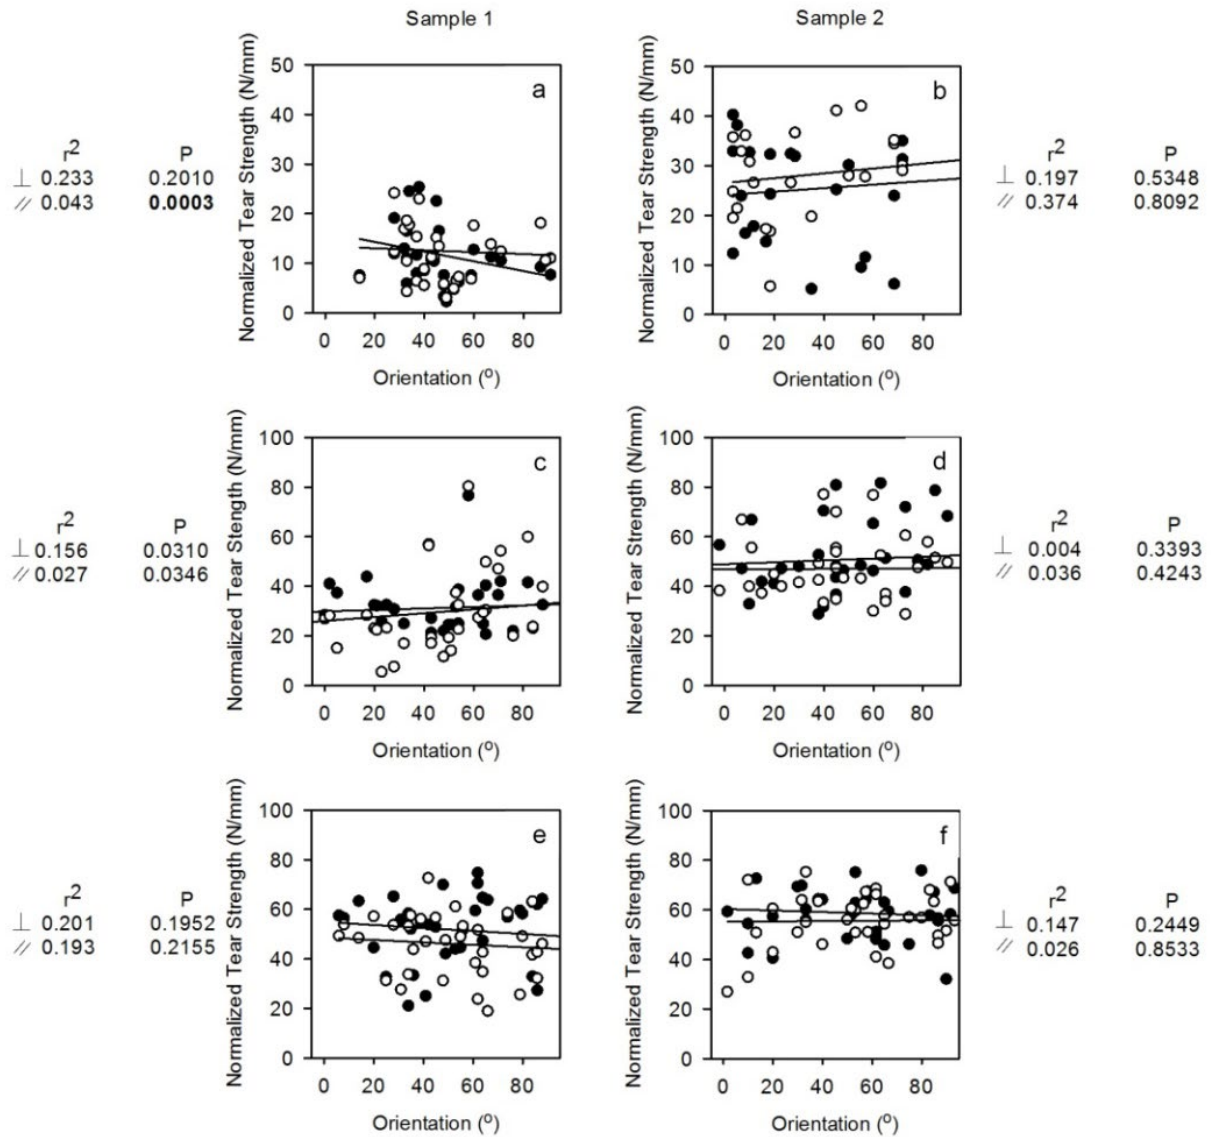 Sample 1
Sample 2
Normalized Tear Strength (N/mm)
50
40
30
20
10
0
a
0 20 40 60 80
Orientation (o)
r2 P
⊥ 0.233 0.2010
// 0.043 0.0003
Normalized Tear Strength (N/mm)
50
40
30
20
10
0
b
0 20 40 60 80
Orientation (o)
r2 P
⊥ 0.197 0.5348
// 0.374 0.8092
Normalized Tear Strength (N/mm)
100
80
60
40
20
0
c
0 20 40 60 80
Orientation (o)
r2 P
⊥ 0.156 0.0310
// 0.027 0.0346
Normalized Tear Strength (N/mm)
100
80
60
40
20
0
d
0 20 40 60 80
Orientation (o)
r2 P
⊥ 0.004 0.3393
// 0.036 0.4243
Normalized Tear Strength (N/mm)
100
80
60
40
20
0
e
0 20 40 60 80
Orientation (o)
r2 P
⊥ 0.201 0.1952
// 0.193 0.2155
Normalized Tear Strength (N/mm)
100
80
60
40
20
0
f
0 20 40 60 80
Orientation (o)
r2 P
⊥ 0.147 0.2449
// 0.026 0.8533